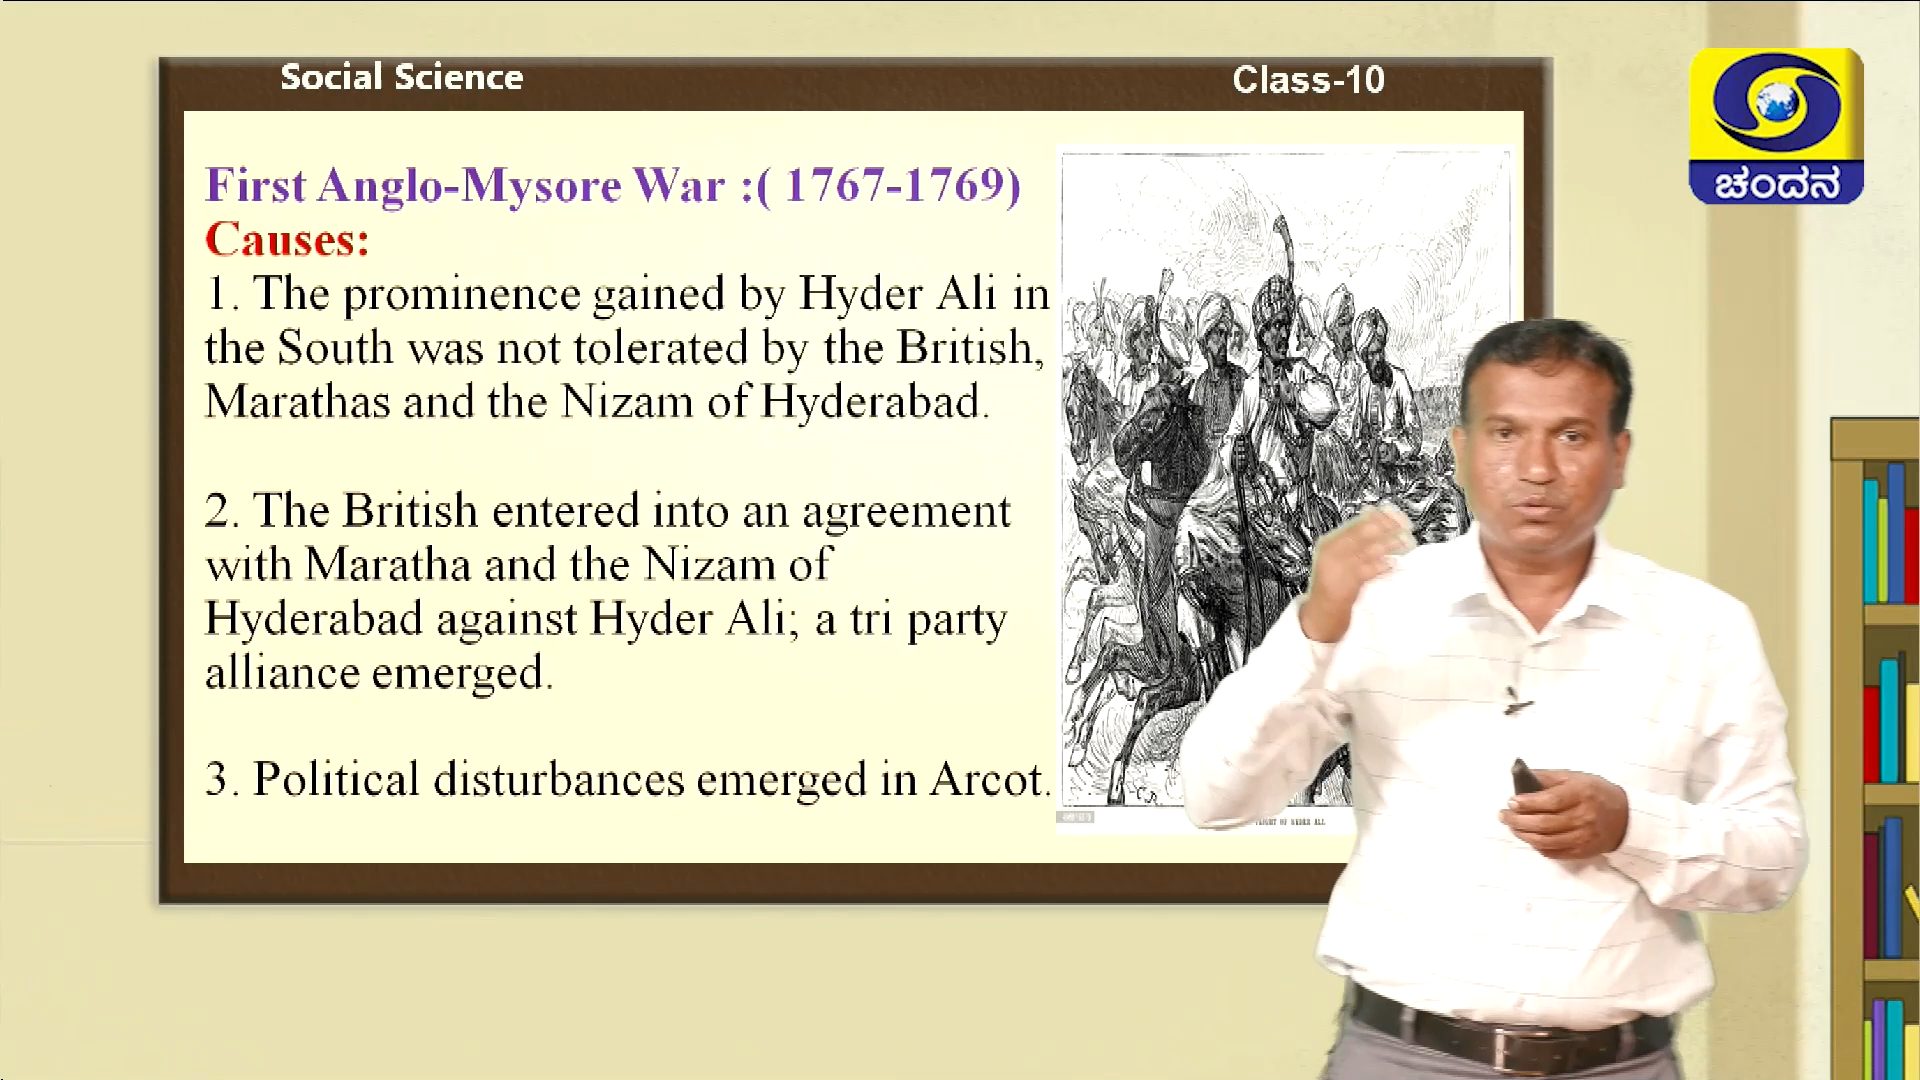 Social Science
Class-10
ಚಂದನ
First Anglo-Mysore War :( 1767-1769)
Causes:
1. The prominence gained by Hyder Ali in
the South was not tolerated by the British,
Marathas and the Nizam of Hyderabad.
2. The British entered into an agreement
with Maratha and the Nizam of
Hyderabad against Hyder Ali; a tri party
alliance emerged.
3. Political disturbances emerged in Arcot.